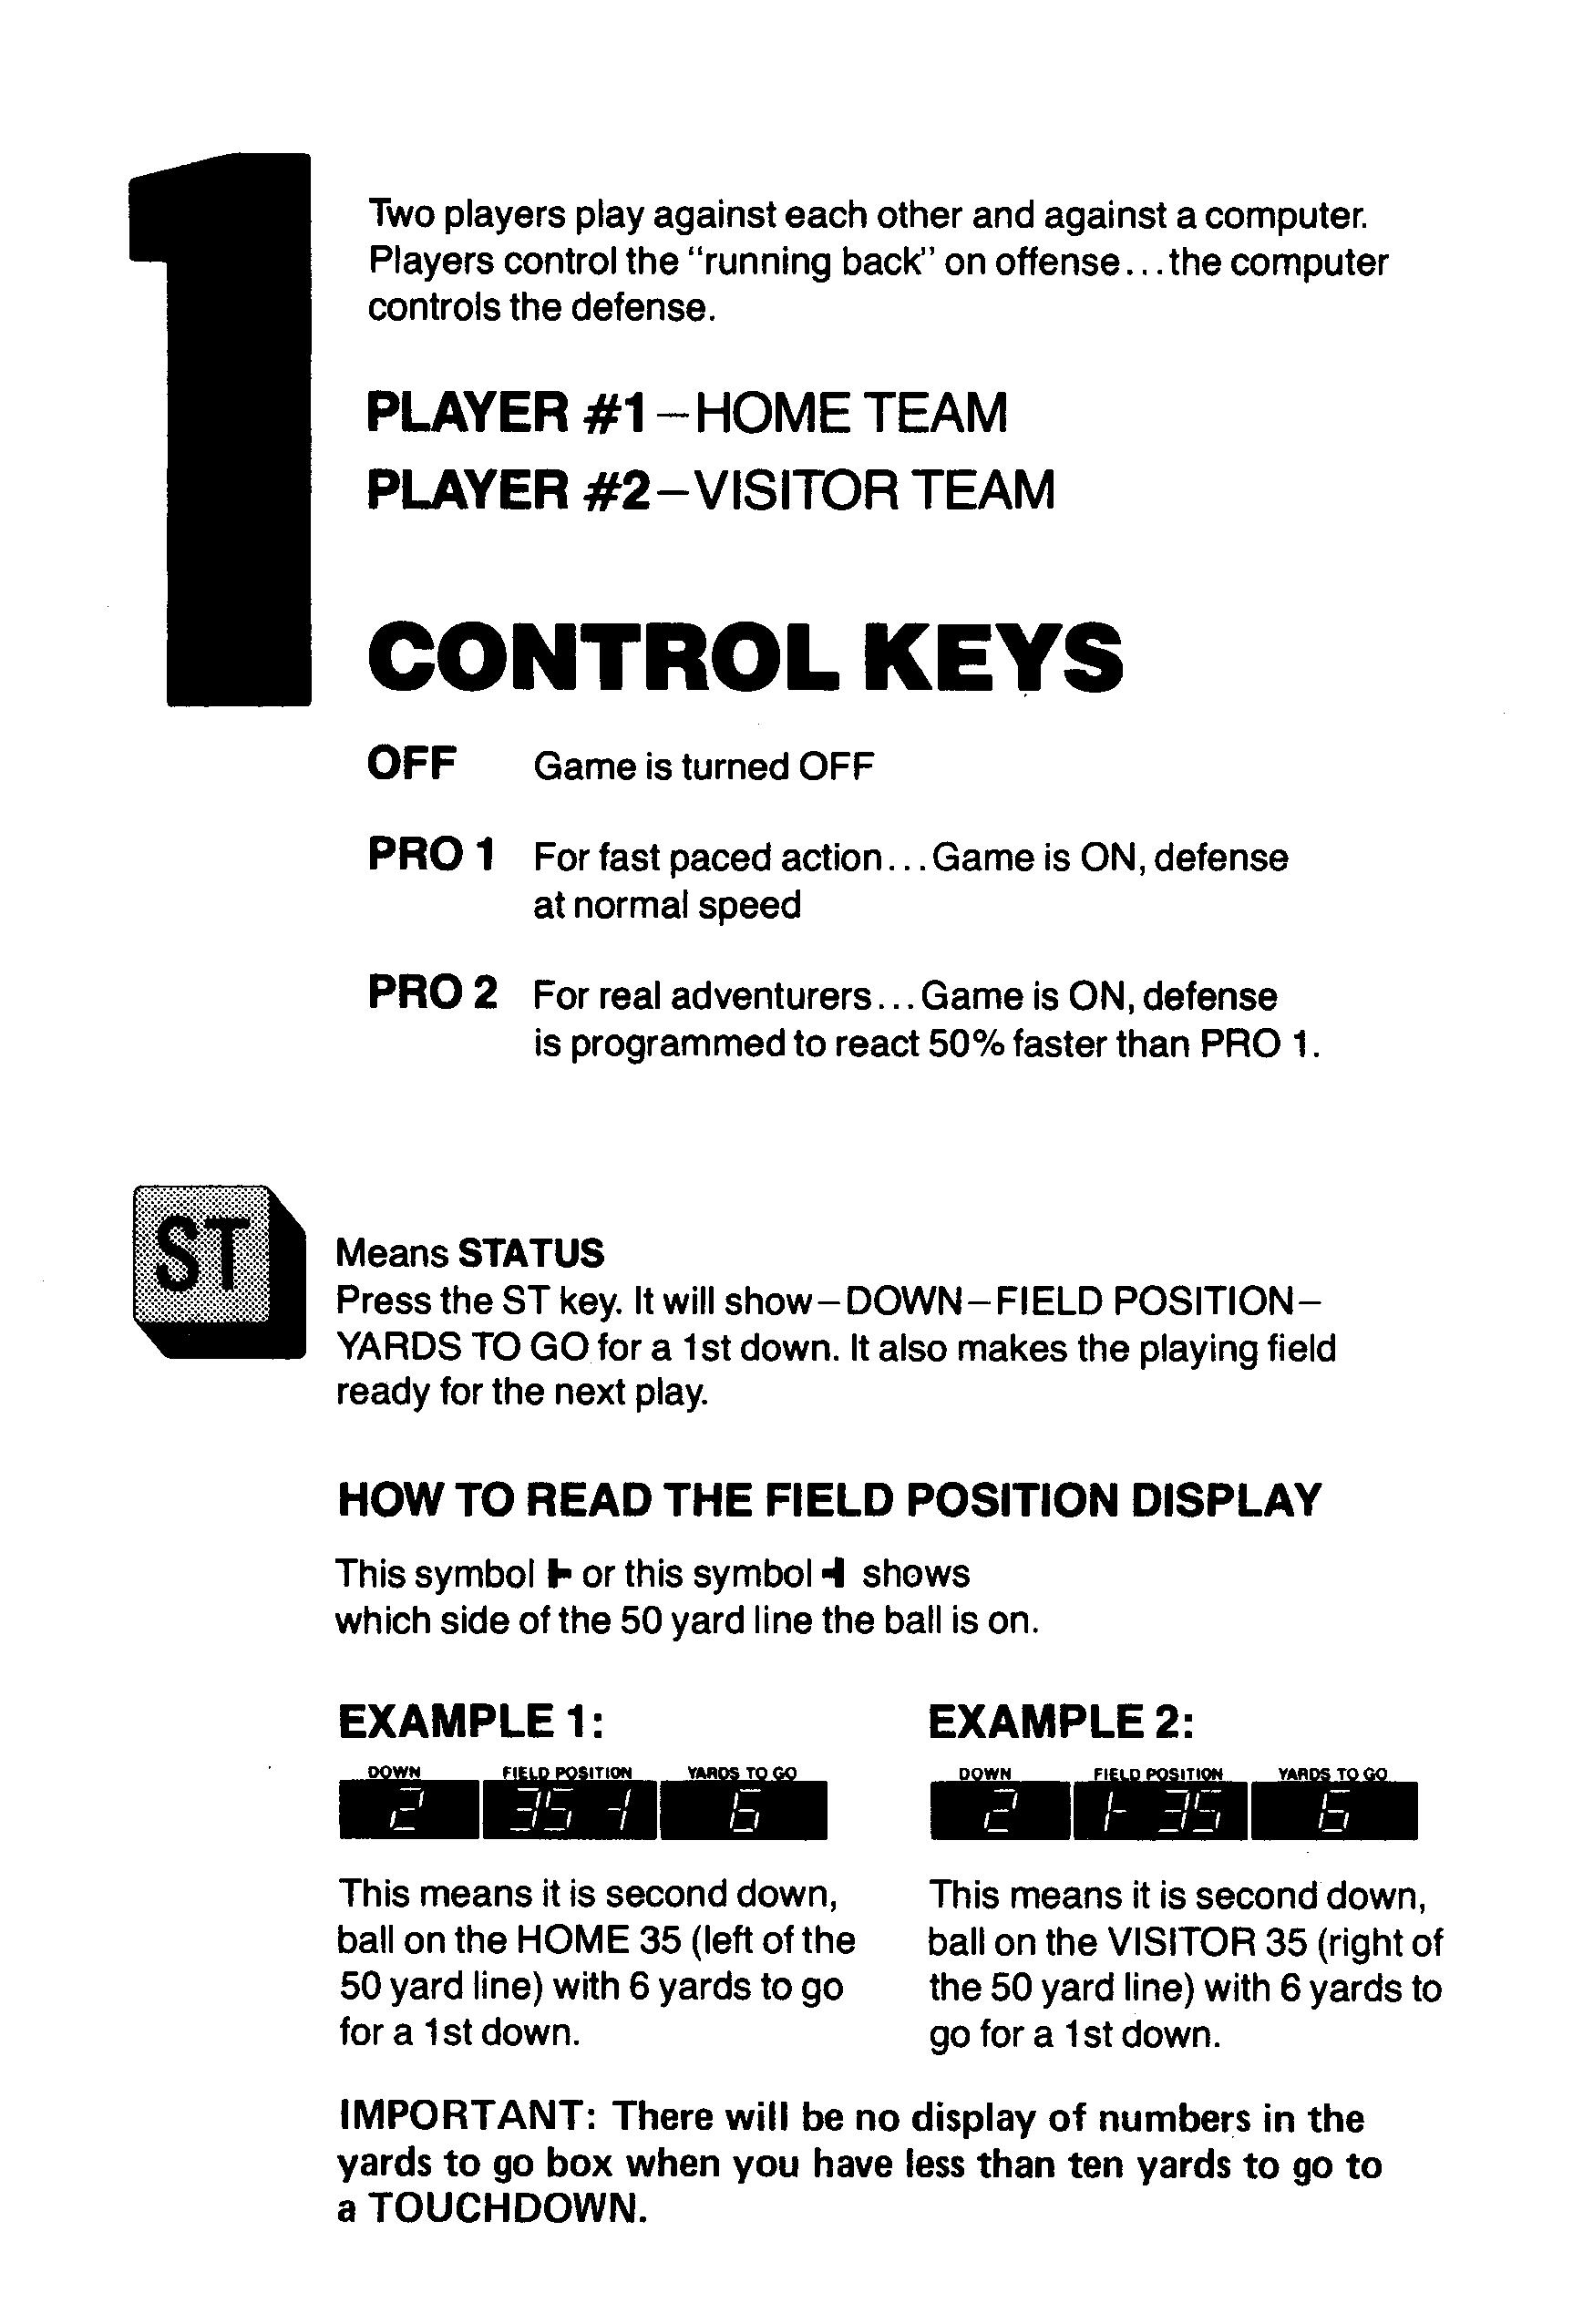 1
Two players play against each other and against a computer.
Players control the "running back" on offense...the computer
controls the defense.
PLAYER #1–HOME TEAM
PLAYER #2–VISITOR TEAM
CONTROL KEYS
OFF Game is turned OFF
PRO 1 For fast paced action...Game is ON, defense
at normal speed
PRO 2 For real adventurers...Game is ON, defense
is programmed to react 50% faster than PRO 1.
ST
Means STATUS
Press the ST key. It will show–DOWN–FIELD POSITION–
YARDS TO GO for a 1st down. It also makes the playing field
ready for the next play.
HOW TO READ THE FIELD POSITION DISPLAY
This symbol ⊢ or this symbol ⊣ shows
which side of the 50 yard line the ball is on.
EXAMPLE 1:
DOWN FIELD POSITION YARDS TO GO
2 35 ⊣ 6
This means it is second down,
ball on the HOME 35 (left of the
50 yard line) with 6 yards to go
for a 1st down.
EXAMPLE 2:
DOWN FIELD POSITION YARDS TO GO
2 ⊢ 35 6
This means it is second down,
ball on the VISITOR 35 (right of
the 50 yard line) with 6 yards to
go for a 1st down.
IMPORTANT: There will be no display of numbers in the
yards to go box when you have less than ten yards to go to
a TOUCHDOWN.